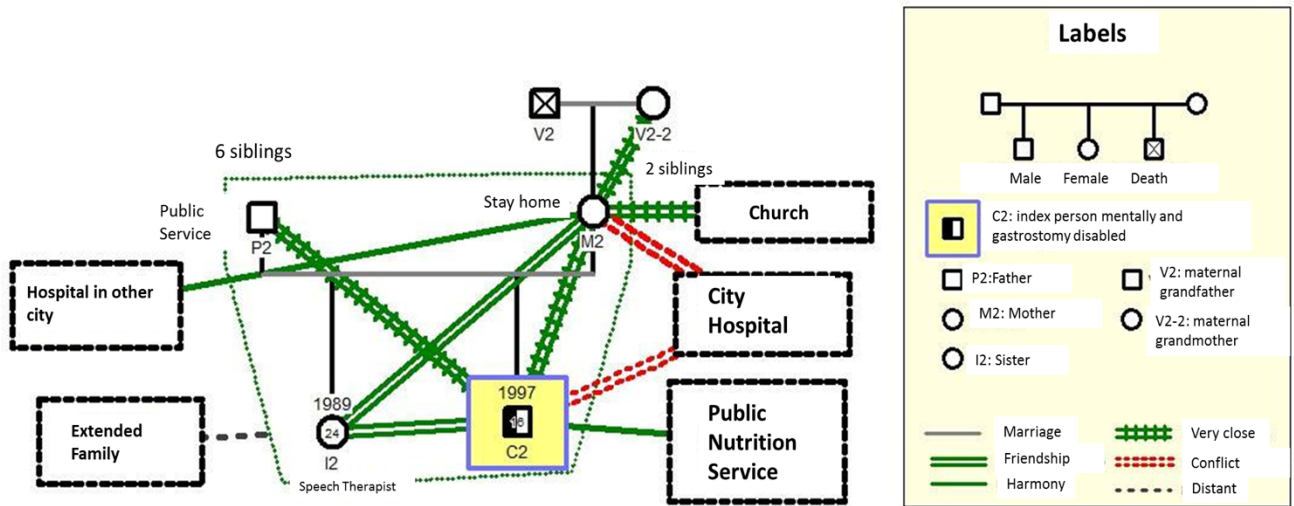 V2
V2-2
6 siblings
2 siblings
Public
Service
P2
Stay home
M2
Church
Hospital in other
city
City
Hospital
1989
24
I2
1997
16
C2
Extended
Family
Speech Therapist
Public
Nutrition
Service
Labels
Male
Female
Death
C2: index person mentally and
gastrostomy disabled
P2:Father
M2: Mother
I2: Sister
V2: maternal
grandfather
V2-2: maternal
grandmother
Marriage
Friendship
Harmony
Very close
Conflict
Distant